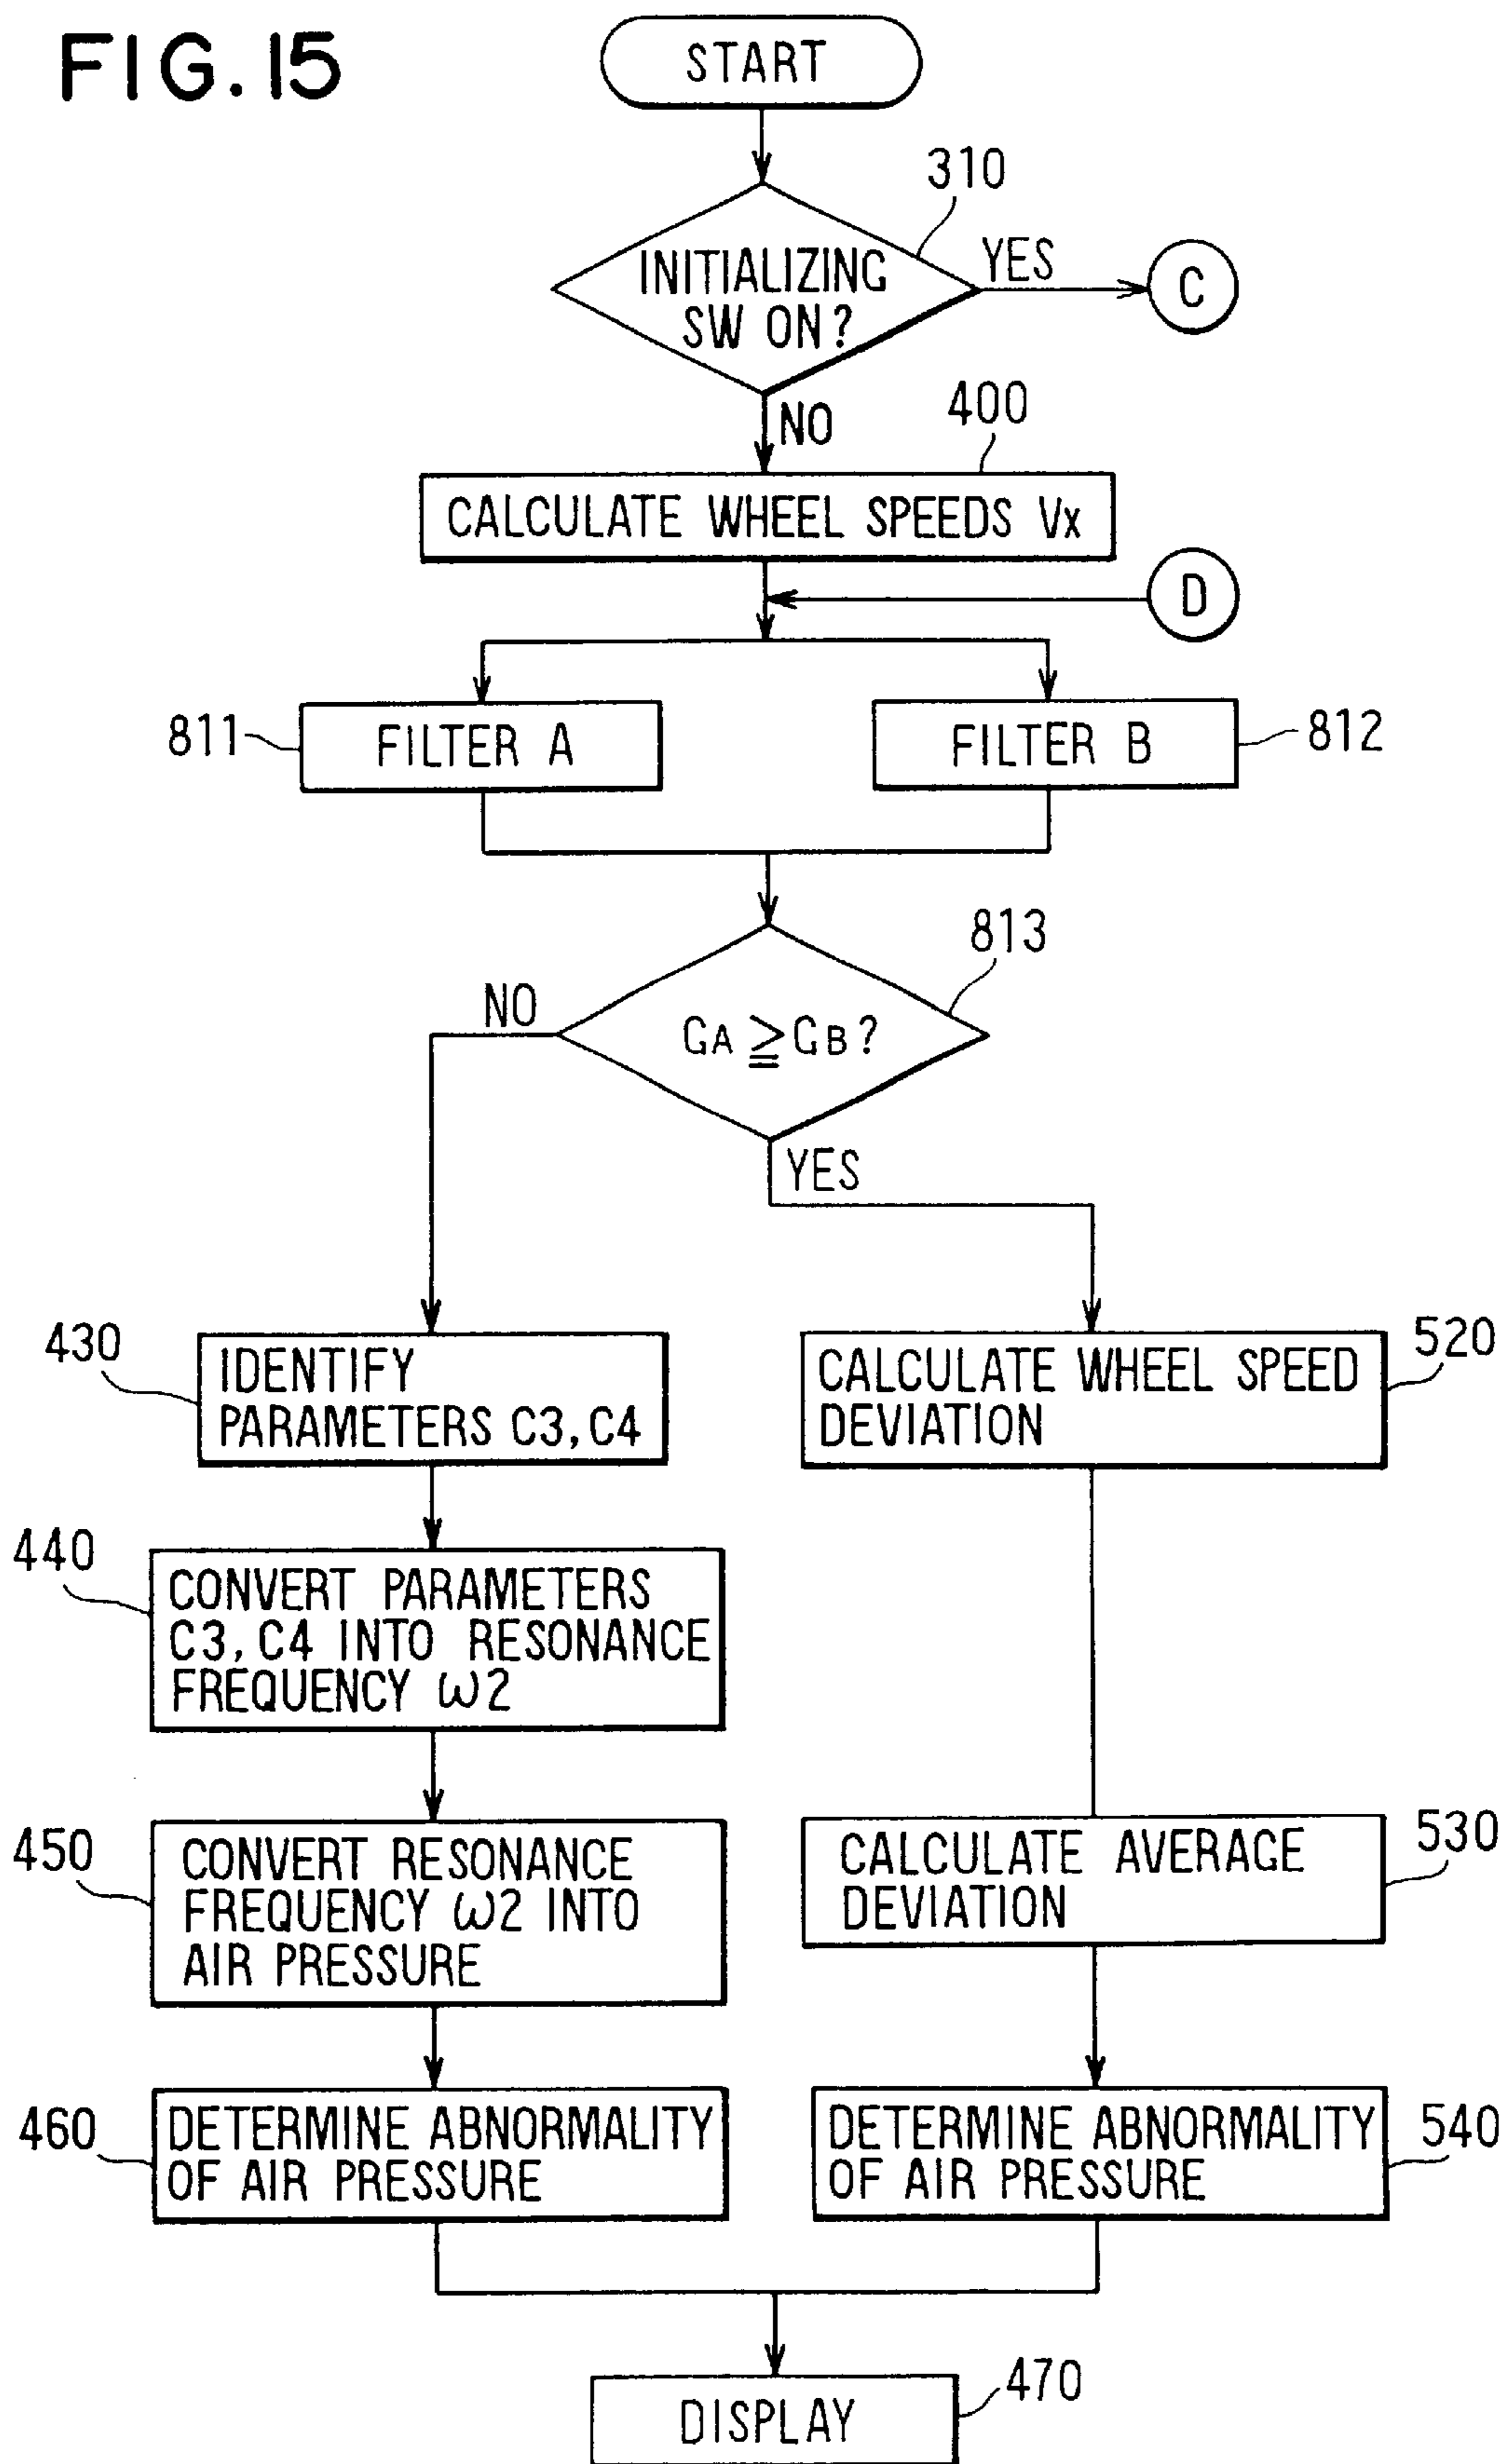 FIG. 15
START
310
INITIALIZING
SW ON?
YES
C
NO
400
CALCULATE WHEEL SPEEDS Vx
D
811
FILTER A
FILTER B
812
813
NO
GA ≧ GB?
YES
430
IDENTIFY
PARAMETERS C3, C4
CALCULATE WHEEL SPEED
DEVIATION
520
440
CONVERT PARAMETERS
C3, C4 INTO RESONANCE
FREQUENCY ω2
450
CONVERT RESONANCE
FREQUENCY ω2 INTO
AIR PRESSURE
CALCULATE AVERAGE
DEVIATION
530
460
DETERMINE ABNORMALITY
OF AIR PRESSURE
DETERMINE ABNORMALITY
OF AIR PRESSURE
540
DISPLAY
470